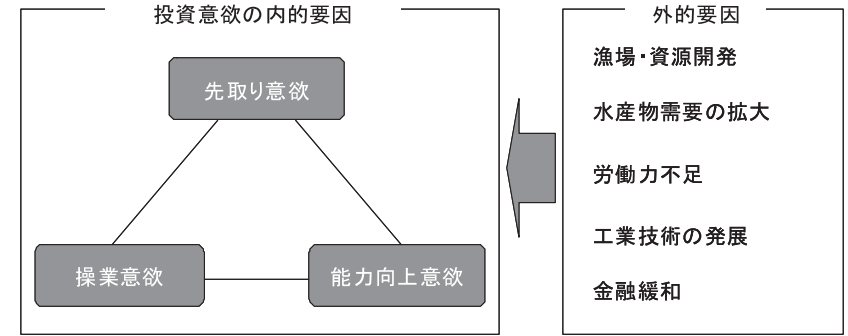 投資意欲の内的要因
先取り意欲
操業意欲
能力向上意欲
外的要因
漁場・資源開発
水産物需要の拡大
労働力不足
工業技術の発展
金融緩和